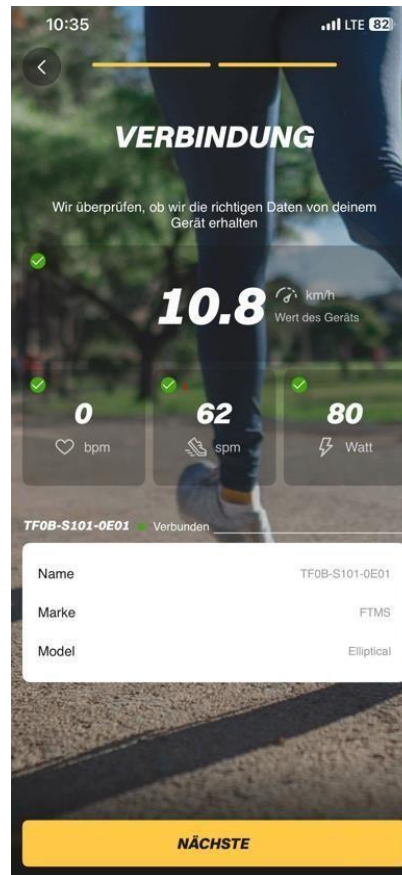 10:35
LTE 82
VERBINDUNG
Wir überprüfen, ob wir die richtigen Daten von deinem
Gerät erhalten
10.8 km/h
Wert des Geräts
0
bpm
62
spm
80
Watt
TF0B-S101-0E01 Verbunden
Name TF0B-S101-0E01
Marke FTMS
Model Elliptical
NÄCHSTE